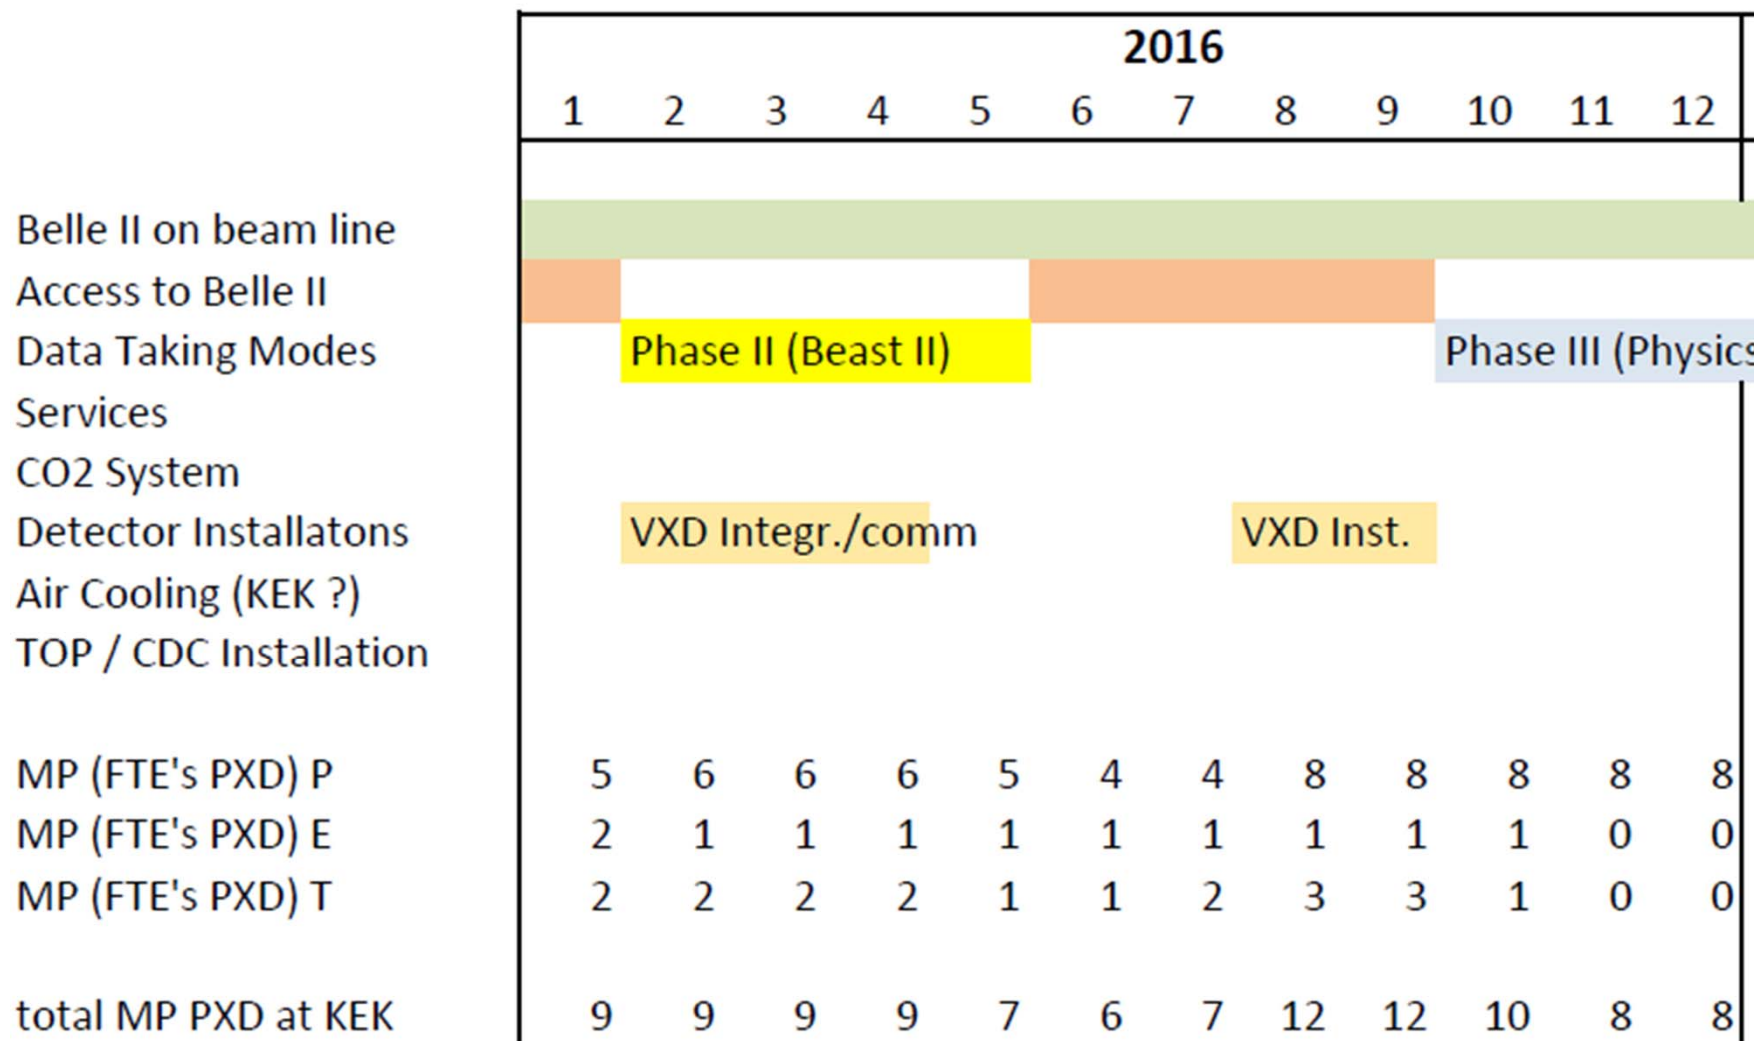 2016
1 2 3 4 5 6 7 8 9 10 11 12
Belle II on beam line
Access to Belle II
Data Taking Modes Phase II (Beast II) Phase III (Physics
Services
CO2 System
Detector Installatons VXD Integr./comm VXD Inst.
Air Cooling (KEK ?)
TOP / CDC Installation
MP (FTE's PXD) P 5 6 6 6 5 4 4 8 8 8 8 8
MP (FTE's PXD) E 2 1 1 1 1 1 1 1 1 1 0 0
MP (FTE's PXD) T 2 2 2 2 1 1 2 3 3 1 0 0
total MP PXD at KEK 9 9 9 9 7 6 7 12 12 10 8 8